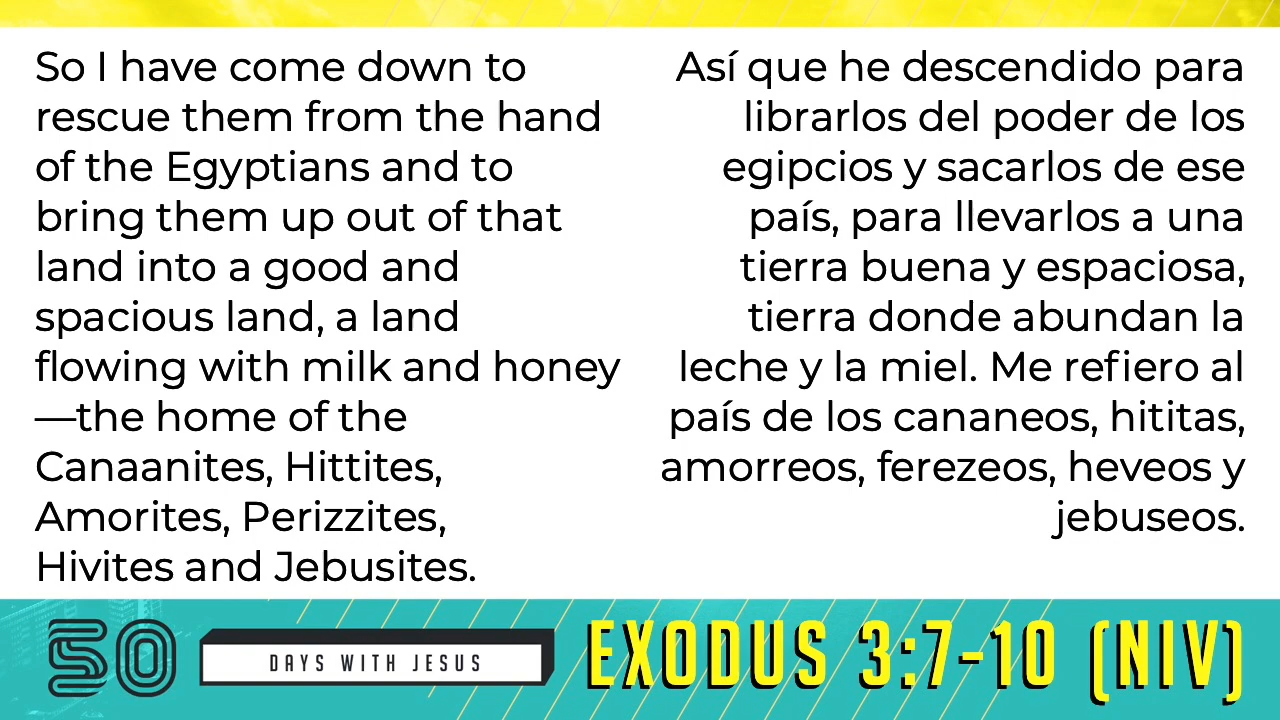 So I have come down to
rescue them from the hand
of the Egyptians and to
bring them up out of that
land into a good and
spacious land, a land
flowing with milk and honey
—the home of the
Canaanites, Hittites,
Amorites, Perizzites,
Hivites and Jebusites.
Así que he descendido para
librarlos del poder de los
egipcios y sacarlos de ese
país, para llevarlos a una
tierra buena y espaciosa,
tierra donde abundan la
leche y la miel. Me refiero al
país de los cananeos, hititas,
amorreos, ferezeos, heveos y
jebuseos.
50
DAYS WITH JESUS
EXODUS 3:7-10 (NIV)